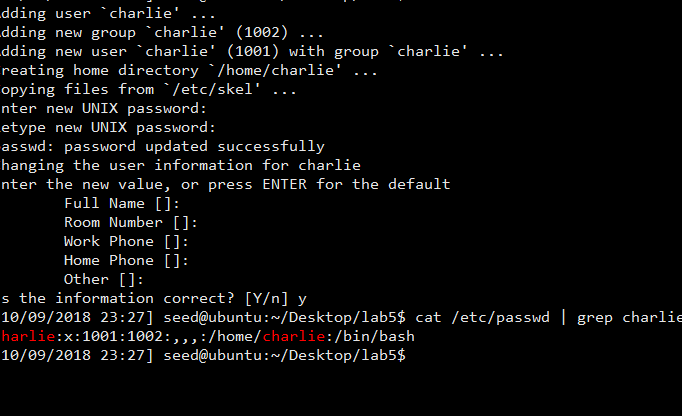 dding user `charlie' ...
dding new group `charlie' (1002) ...
dding new user `charlie' (1001) with group `charlie' ...
reating home directory `/home/charlie' ...
opying files from `/etc/skel' ...
nter new UNIX password:
etype new UNIX password:
asswd: password updated successfully
hanging the user information for charlie
nter the new value, or press ENTER for the default
Full Name []:
Room Number []:
Work Phone []:
Home Phone []:
Other []:
s the information correct? [Y/n] y
10/09/2018 23:27] seed@ubuntu:~/Desktop/lab5$ cat /etc/passwd | grep charlie
harlie:x:1001:1002:,,,:/home/charlie:/bin/bash
10/09/2018 23:27] seed@ubuntu:~/Desktop/lab5$